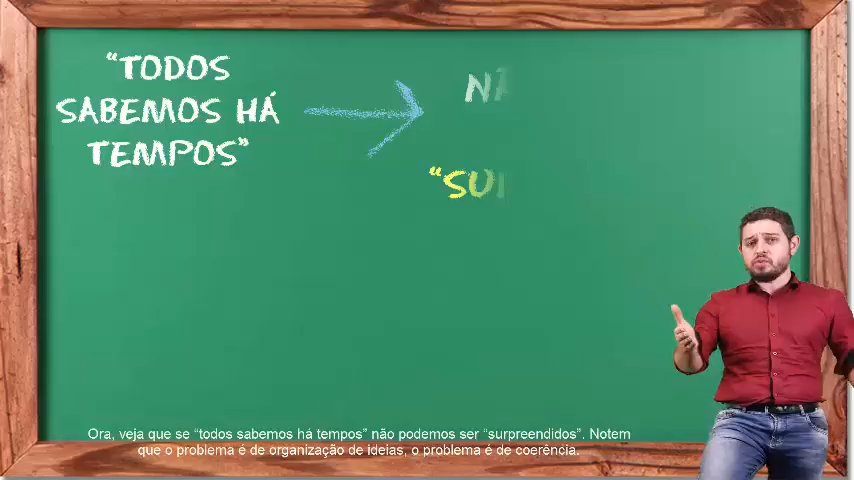 “TODOS
SABEMOS HÁ
TEMPOS”
Ora, veja que se “todos sabemos há tempos” não podemos ser “surpreendidos”. Notem
que o problema é de organização de ideias, o problema é de coerência.